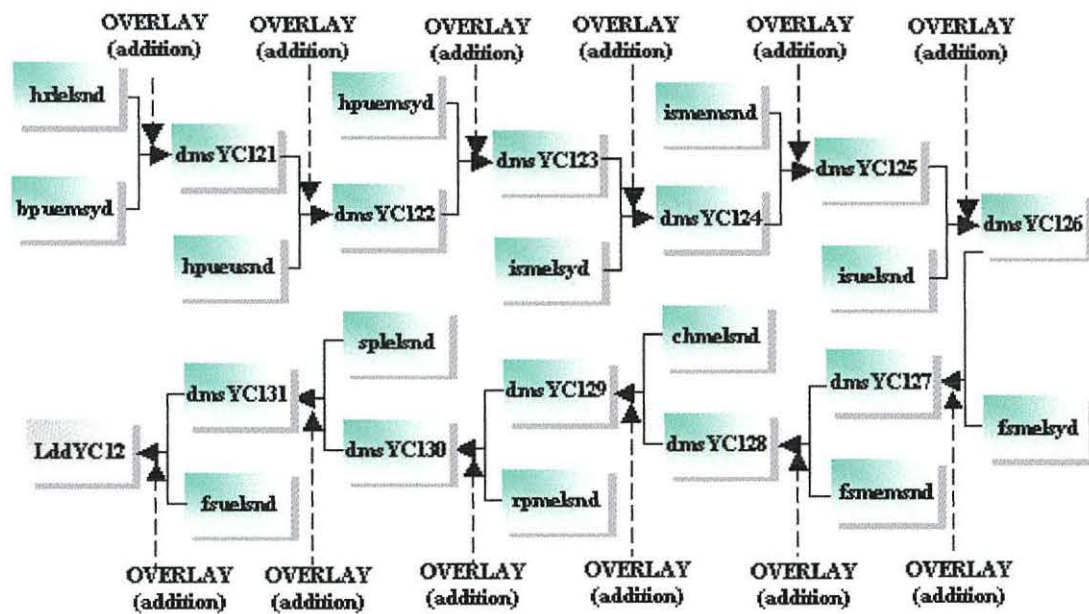 OVERLAY OVERLAY OVERLAY OVERLAY OVERLAY OVERLAY
(addition) (addition) (addition) (addition) (addition) (addition)
hxlelsnd
hpuemsyd
ismemsnd
dmsYC121
dmsYC123
dmsYC125
hpuemsyd
dmsYC122
dmsYC124
dmsYC126
hpueusnd
ismelsyd
isuelsnd
splelsnd
chmelsnd
dmsYC131
dmsYC129
dmsYC127
LddYC12
dmsYC130
dmsYC128
fsmelsyd
fsuelsnd
rpmelsnd
fsmemsnd
OVERLAY OVERLAY OVERLAY OVERLAY OVERLAY OVERLAY
(addition) (addition) (addition) (addition) (addition) (addition)